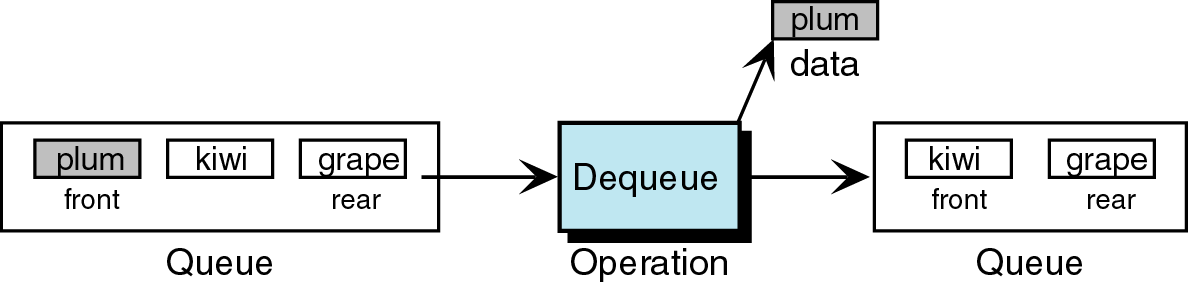 plum
data
plum kiwi grape
front rear
Queue
Dequeue
Operation
kiwi grape
front rear
Queue